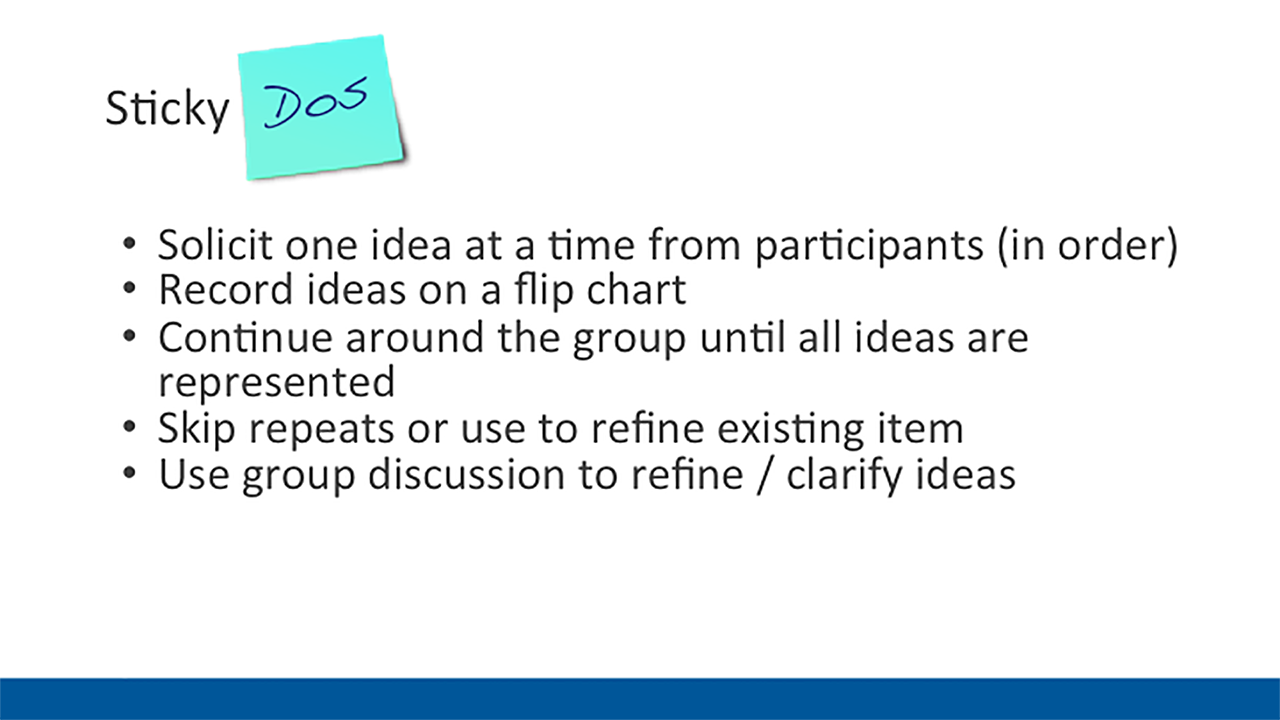 Sticky DOS
• Solicit one idea at a time from participants (in order)
• Record ideas on a flip chart
• Continue around the group until all ideas are
represented
• Skip repeats or use to refine existing item
• Use group discussion to refine / clarify ideas